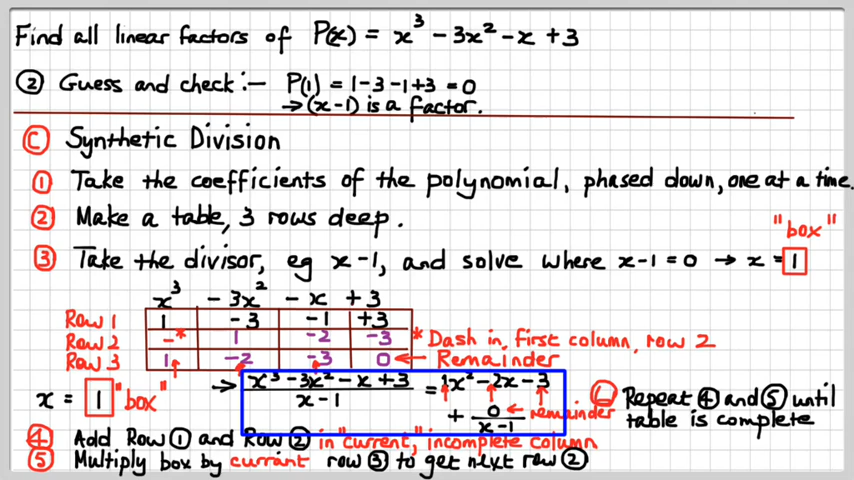 Find all linear factors of P(x) = x³ - 3x² - x + 3
② Guess and check:- P(1) = 1-3-1+3 = 0
→ (x-1) is a factor.
Ⓒ Synthetic Division
① Take the coefficients of the polynomial, phased down, one at a time.
② Make a table, 3 rows deep.
"box"
③ Take the divisor, eg x-1, and solve where x-1=0 → x = 1
x³ - 3x² - x + 3
Row 1 1 -3 -1 +3
Row 2 -* 1 -2 -3 * Dash in, first column, row 2
Row 3 1 -2 -3 0 ← Remainder
x = 1 "box"
→ x³ - 3x² - x + 3 / x - 1 = 1x² - 2x - 3
+ 0 / x-1 ← remainder
⑥ Repeat ④ and ⑤ until
table is complete
④ Add Row ① and Row ② in "current", incomplete column
⑤ Multiply box by currant row ③ to get next row ②